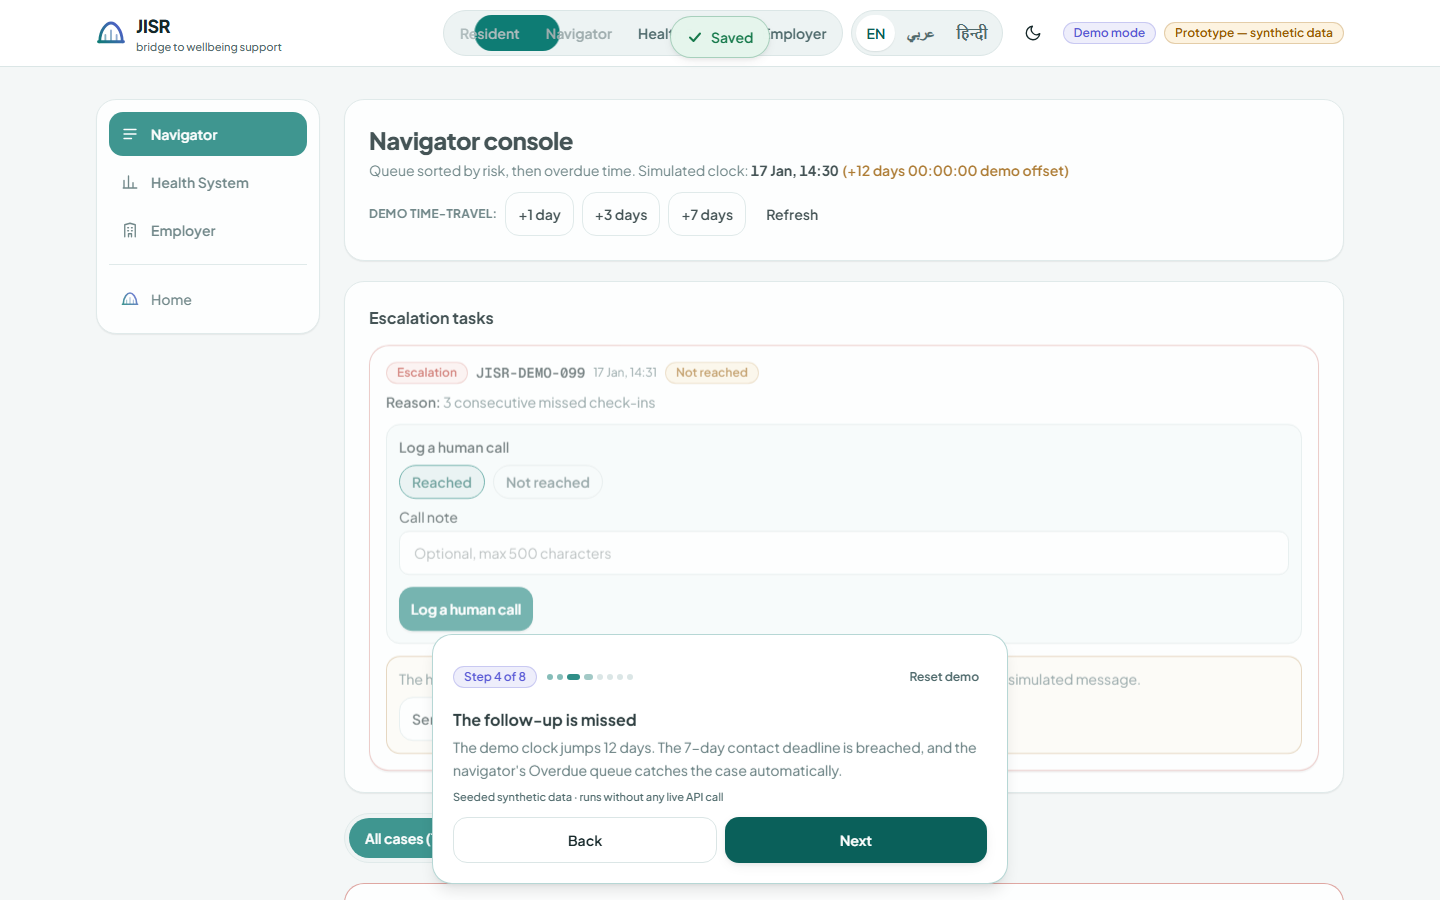 JISR
bridge to wellbeing support
Resident
Navigator
Saved
Employer
EN
عربي
हिन्दी
Demo mode
Prototype — synthetic data
Navigator
Health System
Employer
Home
Navigator console
Queue sorted by risk, then overdue time. Simulated clock: 17 Jan, 14:30 (+12 days 00:00:00 demo offset)
DEMO TIME-TRAVEL:
+1 day
+3 days
+7 days
Refresh
Escalation tasks
Escalation JISR-DEMO-099 17 Jan, 14:31 Not reached
Reason: 3 consecutive missed check-ins
Log a human call
Reached
Not reached
Call note
Optional, max 500 characters
Log a human call
simulated message.
Step 4 of 8
Reset demo
The follow-up is missed
The demo clock jumps 12 days. The 7-day contact deadline is breached, and the
navigator's Overdue queue catches the case automatically.
Seeded synthetic data · runs without any live API call
Back
Next
All cases